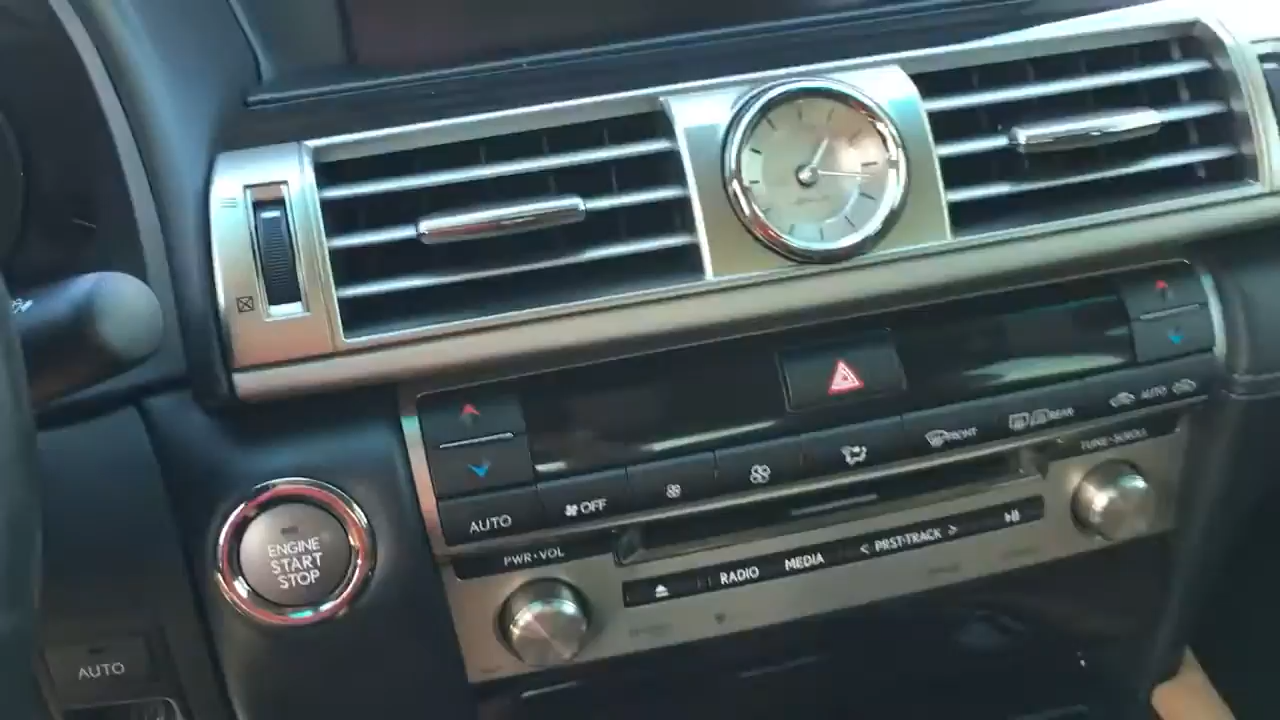 AUTO
OFF
FRONT
REAR
AUTO
TUNE•SCROLL
PWR•VOL
RADIO
MEDIA
< PRST•TRACK >
ENGINE
START
STOP
AUTO